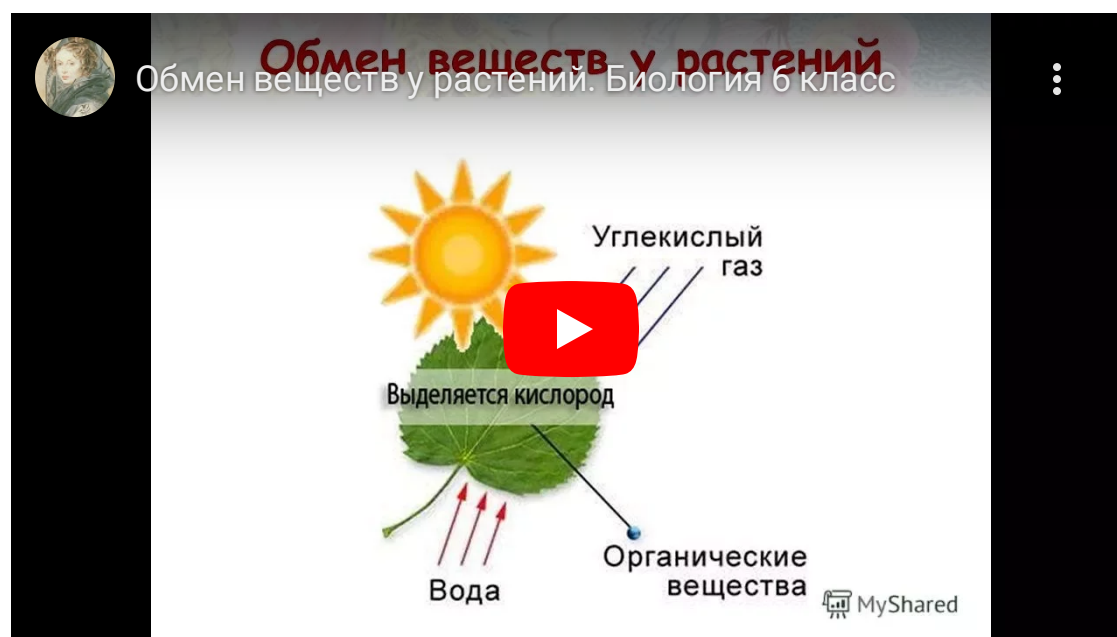 Обмен веществ у растений
Обмен веществ у растений. Биология 6 класс
Углекислый
газ
Выделяется кислород
Органические
вещества
Вода
MyShared